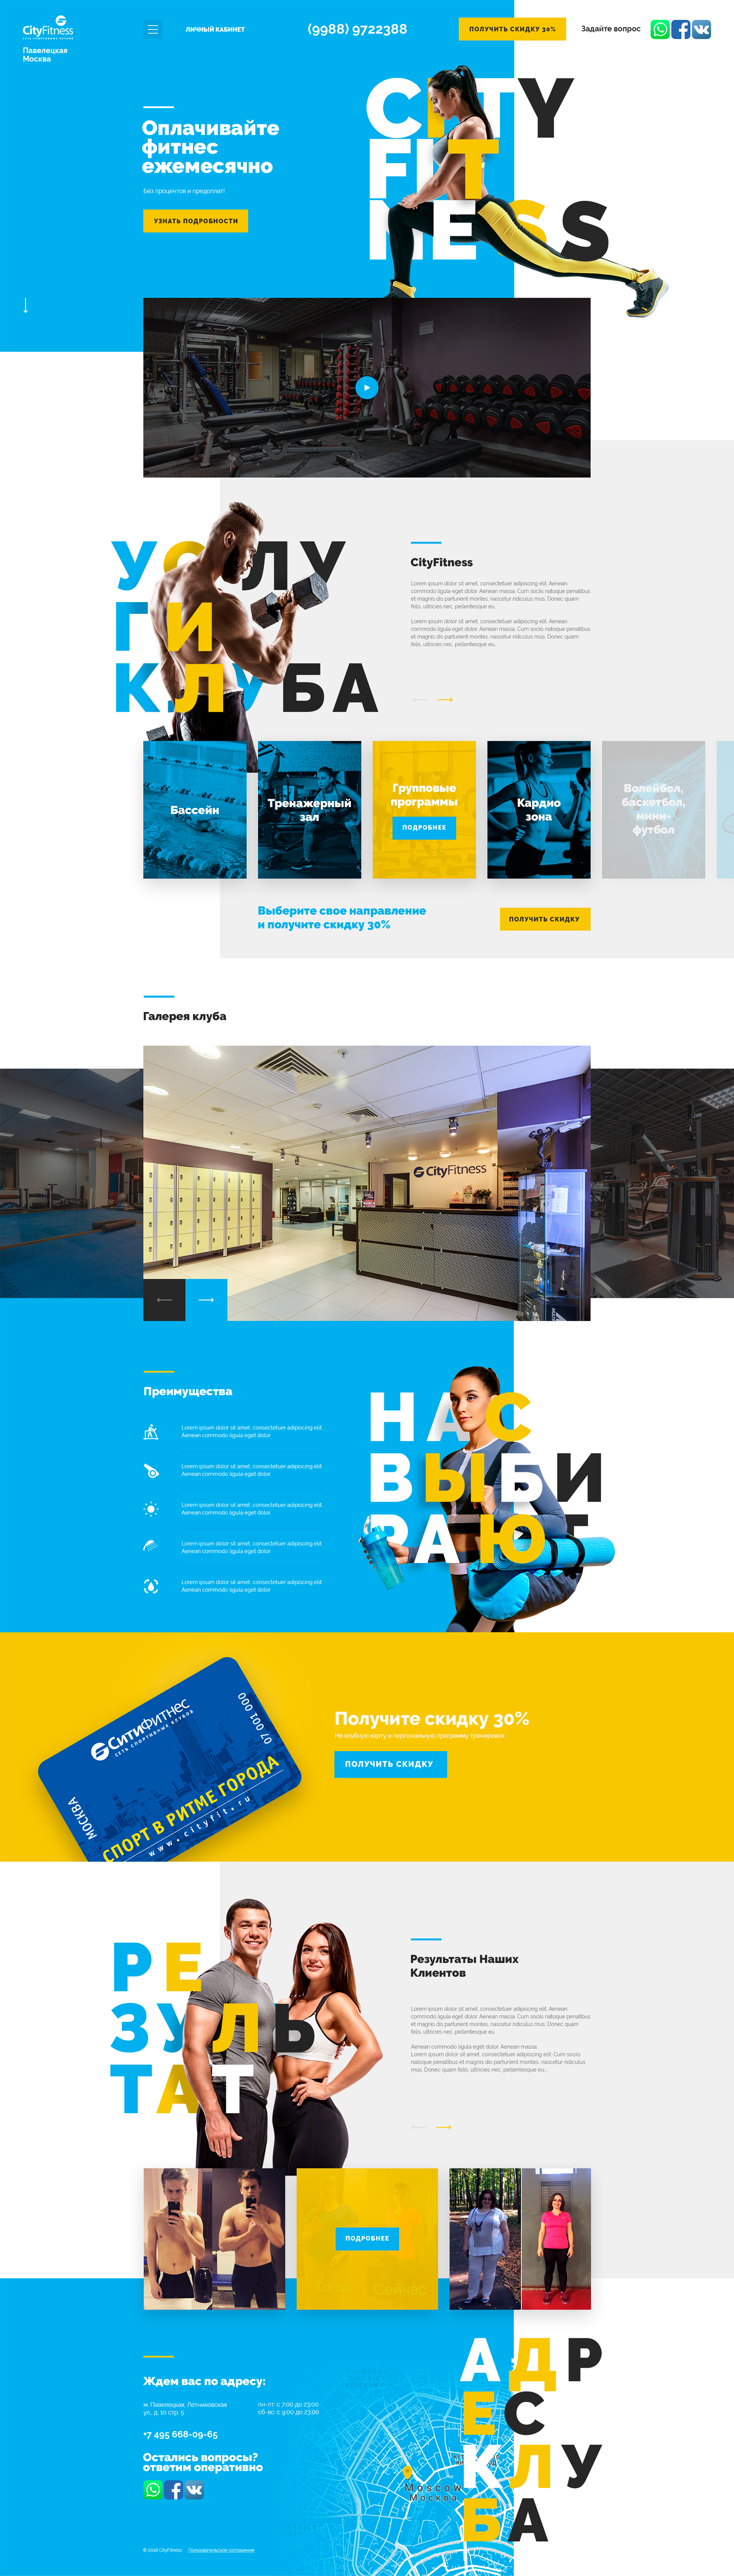 CityFitness
СЕТЬ СПОРТИВНЫХ КЛУБОВ
Павелецкая
Москва
ЛИЧНЫЙ КАБИНЕТ
(9988) 9722388
ПОЛУЧИТЬ СКИДКУ 30%
Задайте вопрос
Оплачивайте
фитнес
ежемесячно
Без процентов и предоплат!
УЗНАТЬ ПОДРОБНОСТИ
CITY
FIT
NESS
УСЛУ
ГИ
КЛУБА
CityFitness
Lorem ipsum dolor sit amet, consectetuer adipiscing elit. Aenean
commodo ligula eget dolor. Aenean massa. Cum sociis natoque penatibus
et magnis dis parturient montes, nascetur ridiculus mus. Donec quam
felis, ultricies nec, pellentesque eu,
Lorem ipsum dolor sit amet, consectetuer adipiscing elit. Aenean
commodo ligula eget dolor. Aenean massa. Cum sociis natoque penatibus
et magnis dis parturient montes, nascetur ridiculus mus. Donec quam
felis, ultricies nec, pellentesque eu,
Бассейн
Тренажерный
зал
Групповые
программы
ПОДРОБНЕЕ
Кардио
зона
Волейбол,
баскетбол,
мини-
футбол
Выберите свое направление
и получите скидку 30%
ПОЛУЧИТЬ СКИДКУ
Галерея клуба
CityFitness
Преимущества
Lorem ipsum dolor sit amet, consectetuer adipiscing elit.
Aenean commodo ligula eget dolor
Lorem ipsum dolor sit amet, consectetuer adipiscing elit.
Aenean commodo ligula eget dolor
Lorem ipsum dolor sit amet, consectetuer adipiscing elit.
Aenean commodo ligula eget dolor
Lorem ipsum dolor sit amet, consectetuer adipiscing elit.
Aenean commodo ligula eget dolor
Lorem ipsum dolor sit amet, consectetuer adipiscing elit.
Aenean commodo ligula eget dolor
НАС
ВЫБИ
РАЮТ
СИТИФИТНЕС
СЕТЬ СПОРТИВНЫХ КЛУБОВ
07 001 000
МОСКВА
СПОРТ В РИТМЕ ГОРОДА
www.cityfit.ru
Получите скидку 30%
На клубную карту и персональную программу тренировок
ПОЛУЧИТЬ СКИДКУ
РЕ
ЗУЛЬ
ТАТ
Результаты Наших
Клиентов
Lorem ipsum dolor sit amet, consectetuer adipiscing elit. Aenean
commodo ligula eget dolor. Aenean massa. Cum sociis natoque penatibus
et magnis dis parturient montes, nascetur ridiculus mus. Donec quam
felis, ultricies nec, pellentesque eu
Aenean commodo ligula eget dolor. Aenean massa.
Lorem ipsum dolor sit amet, consectetuer adipiscing elit, Cum sociis
natoque penatibus et magnis dis parturient montes, nascetur ridiculus
mus. Donec quam felis, ultricies nec, pellentesque eu,
ПОДРОБНЕЕ
Сейчас
Ждем вас по адресу:
м. Павелецкая, Летниковская
ул., д. 10 стр. 5
пн-пт: с 7:00 до 23:00
сб-вс: с 9:00 до 23:00
+7 495 668-09-65
Остались вопросы?
ответим оперативно
Moscow
Москва
АДР
ЕС
КЛУ
БА
© 2018 CityFitness
Пользовательское соглашение